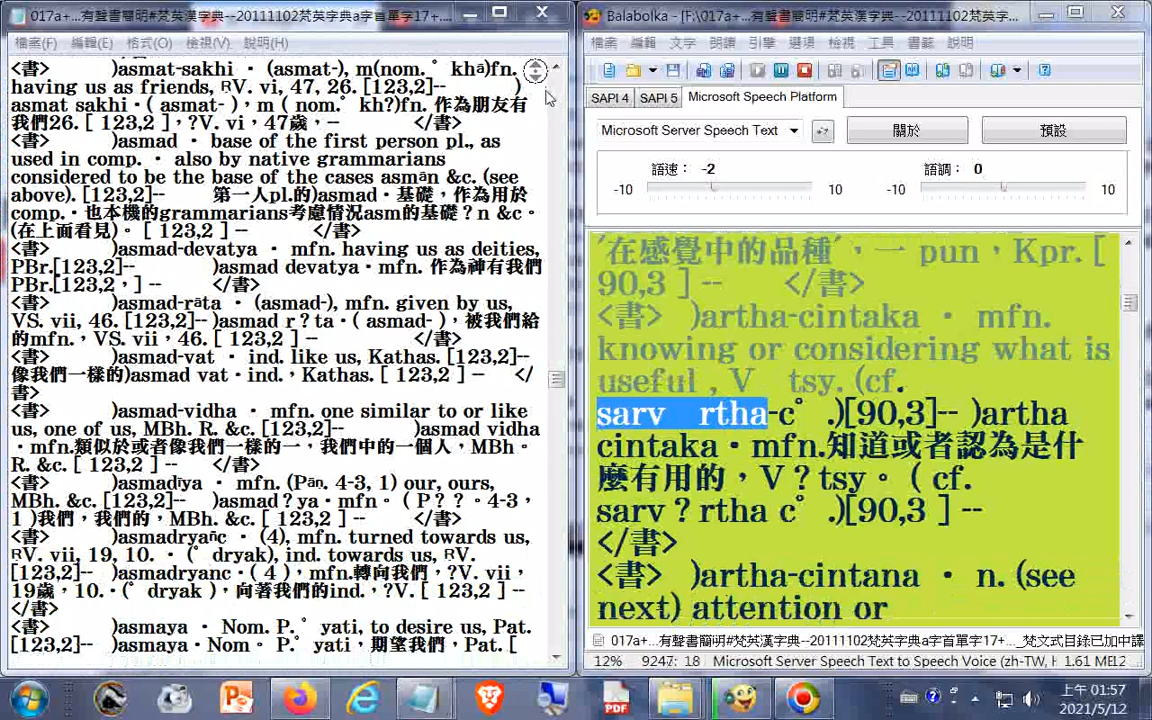 017a+...有聲書簡明#梵英漢字典--20111102梵英字典a字首單字17+...
檔案(F) 編輯(E) 格式(O) 檢視(V) 說明(H)
<書> )asmat-sakhi · (asmat-), m(nom. ゜khā)fn.
having us as friends, RV. vi, 47, 26. [123,2]-- )
asmat sakhi · ( asmat- ) , m ( nom. ゜kh?)fn. 作為朋友有
我們26. [ 123,2 ] , ?V. vi , 47歲, -- </書>
<書> )asmad · base of the first person pl., as
used in comp. · also by native grammarians
considered to be the base of the cases asmān &c. (see
above). [123,2]-- 第一人pl.的)asmad · 基礎, 作為用於
comp. · 也本機的grammarians考慮情況asm的基礎?n &c。
(在上面看見)。[ 123,2 ] -- </書>
<書> )asmad-devatya · mfn. having us as deities,
PBr.[123,2]-- )asmad devatya · mfn. 作為神有我們
PBr.[123,2 , ] -- </書>
<書> )asmad-rāta · (asmad-), mfn. given by us,
VS. vii, 46. [123,2]-- )asmad r?ta · ( asmad- ) , 被我們給
的mfn. , VS. vii , 46. [ 123,2 ] -- </書>
<書> )asmad-vat · ind. like us, Kathas. [123,2]--
像我們一樣的)asmad vat · ind. , Kathas. [ 123,2 ] -- </
書>
<書> )asmad-vidha · mfn. one similar to or like
us, one of us, MBh. R. &c. [123,2]-- )asmad vidha
· mfn.類似於或者像我們一樣的一, 我們中的一個人, MBh。
R. &c. [ 123,2 ] -- </書>
<書> )asmadīya · mfn. (Pān. 4-3, 1) our, ours,
MBh. &c. [123,2]-- )asmad?ya · mfn。( P??。4-3,
1 )我們, 我們的, MBh. &c. [ 123,2 ] -- </書>
<書> )asmadryañc · (4), mfn. turned towards us,
RV. vii, 19, 10. · (゜dryak), ind. towards us, RV.
[123,2]-- )asmadryanc · ( 4 ) , mfn.轉向我們, ?V. vii ,
19歲, 10. · (゜dryak ) , 向著我們的ind. , ?V. [ 123,2 ] --
</書>
<書> )asmaya · Nom. P. ゜yati, to desire us, Pat.
[123,2]-- )asmaya · Nom。P. ゜yati, 期望我們, Pat. [
Balabolka - [F:\017a+...有聲書簡明#梵英漢字典--20111102梵英字...
檔案 編輯 文字 朗讀 引擎 選項 檢視 工具 書籤 說明
SAPI 4 SAPI 5 Microsoft Speech Platform
Microsoft Server Speech Text 關於 預設
語速: -2 語調: 0
-10 10 -10 10
'在感覺中的品種', 一 pun, Kpr. [
90,3 ] -- </書>
<書> )artha-cintaka · mfn.
knowing or considering what is
useful , V tsy. (cf.
sarv rtha-c゜.)[90,3]-- )artha
cintaka · mfn.知道或者認為是什
麼有用的, V?tsy。( cf.
sarv?rtha c゜.)[90,3 ] --
</書>
<書> )artha-cintana · n. (see
next) attention or
017a+...有聲書簡明#梵英漢字典--20111102梵英字典a字首單字17+..._梵文式目錄已加中譯
12% 9247: 18 Microsoft Server Speech Text to Speech Voice (zh-TW, H 1.61 MEI2
上午 01:57
2021/5/12